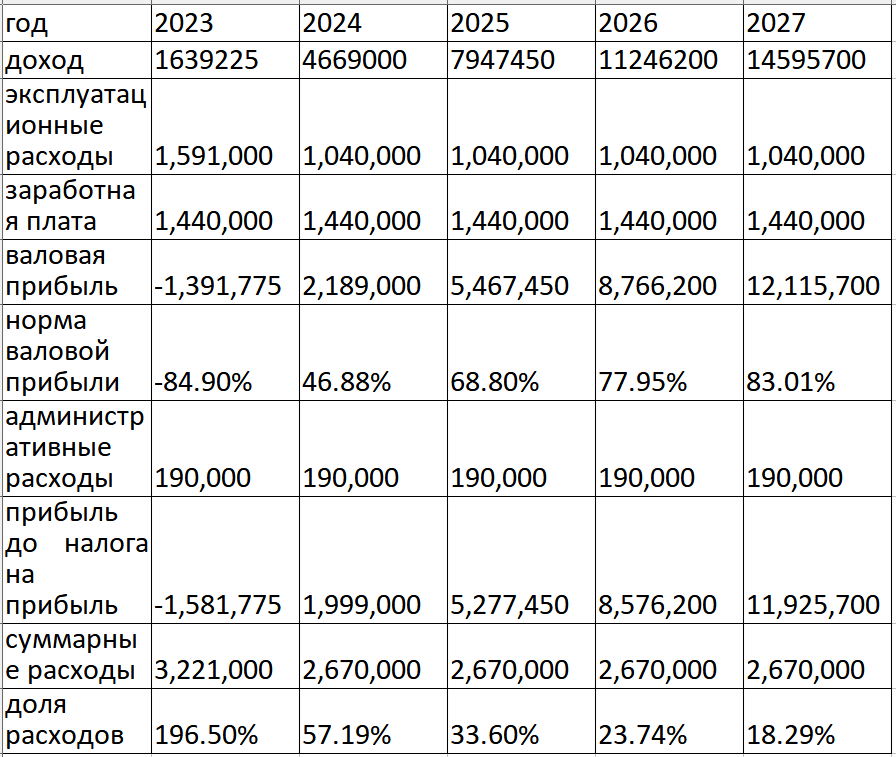 год 2023 2024 2025 2026 2027
доход 1639225 4669000 7947450 11246200 14595700
эксплуатац
ионные
расходы 1,591,000 1,040,000 1,040,000 1,040,000 1,040,000
заработна
я плата 1,440,000 1,440,000 1,440,000 1,440,000 1,440,000
валовая
прибыль -1,391,775 2,189,000 5,467,450 8,766,200 12,115,700
норма
валовой
прибыли -84.90% 46.88% 68.80% 77.95% 83.01%
администр
ативные
расходы 190,000 190,000 190,000 190,000 190,000
прибыль
до налога
на
прибыль -1,581,775 1,999,000 5,277,450 8,576,200 11,925,700
суммарны
е расходы 3,221,000 2,670,000 2,670,000 2,670,000 2,670,000
доля
расходов 196.50% 57.19% 33.60% 23.74% 18.29%